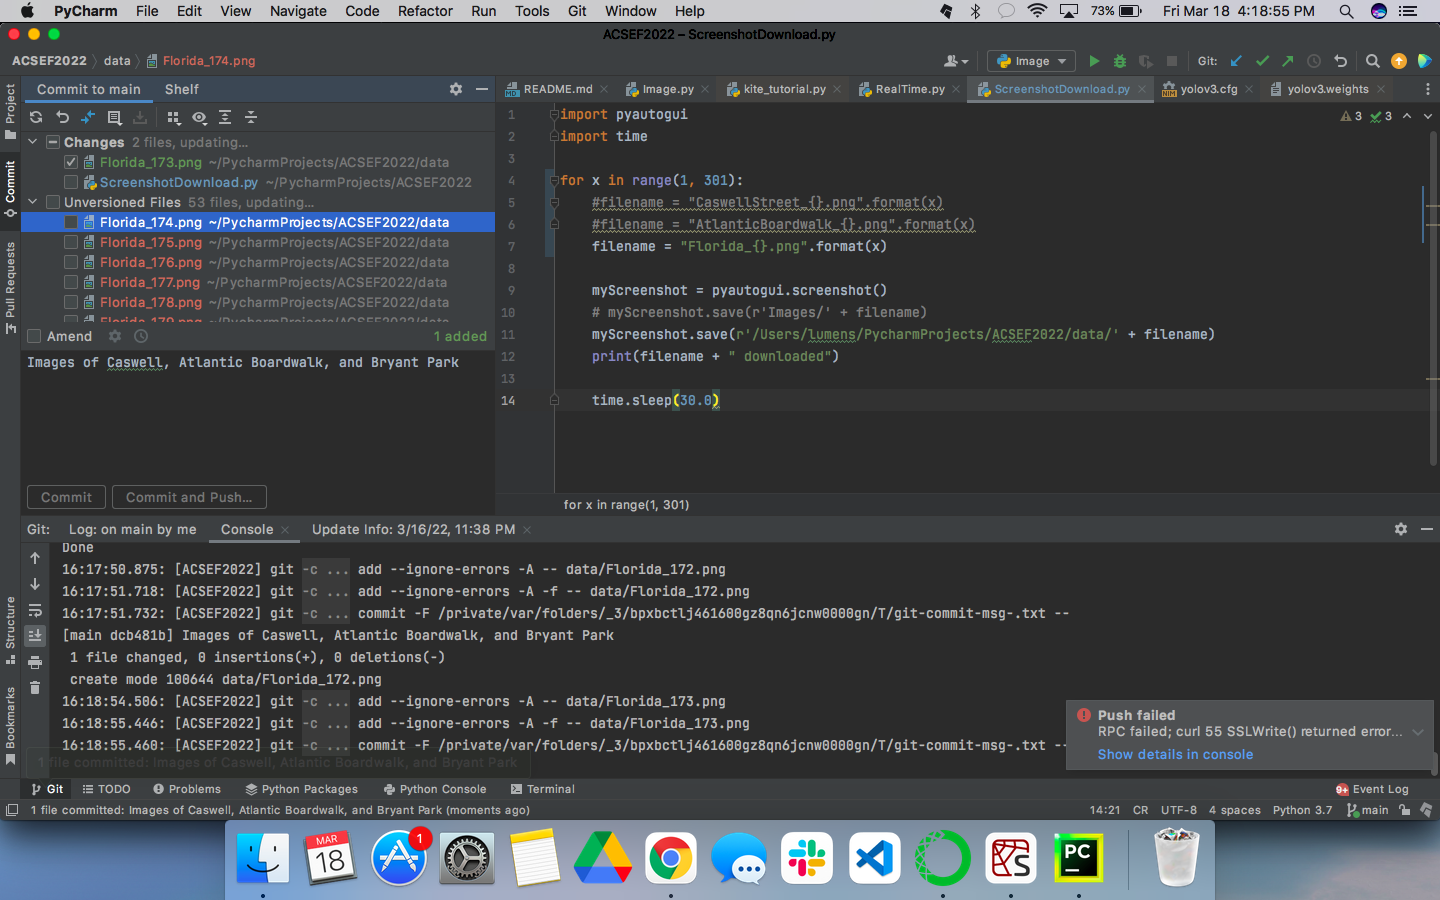 PyCharm File Edit View Navigate Code Refactor Run Tools Git Window Help 73% Fri Mar 18 4:18:55 PM
ACSEF2022 – ScreenshotDownload.py
ACSEF2022 data Florida_174.png Image Git:
Project
Commit
Pull Requests
Structure
Bookmarks
Commit to main Shelf
Changes 2 files, updating...
Florida_173.png ~/PycharmProjects/ACSEF2022/data
ScreenshotDownload.py ~/PycharmProjects/ACSEF2022
Unversioned Files 53 files, updating...
Florida_174.png ~/PycharmProjects/ACSEF2022/data
Florida_175.png ~/PycharmProjects/ACSEF2022/data
Florida_176.png ~/PycharmProjects/ACSEF2022/data
Florida_177.png ~/PycharmProjects/ACSEF2022/data
Florida_178.png ~/PycharmProjects/ACSEF2022/data
Florida_179.png ~/PycharmProjects/ACSEF2022/data
Amend 1 added
Images of Caswell, Atlantic Boardwalk, and Bryant Park
Commit Commit and Push...
README.md Image.py kite_tutorial.py RealTime.py ScreenshotDownload.py yolov3.cfg yolov3.weights
3 3
1 import pyautogui
2 import time
3
4 for x in range(1, 301):
5 #filename = "CaswellStreet_{}.png".format(x)
6 #filename = "AtlanticBoardwalk_{}.png".format(x)
7 filename = "Florida_{}.png".format(x)
8
9 myScreenshot = pyautogui.screenshot()
10 # myScreenshot.save(r'Images/' + filename)
11 myScreenshot.save(r'/Users/lumens/PycharmProjects/ACSEF2022/data/' + filename)
12 print(filename + " downloaded")
13
14 time.sleep(30.0)
for x in range(1, 301)
Git: Log: on main by me Console Update Info: 3/16/22, 11:38 PM
Done
16:17:50.875: [ACSEF2022] git -c ... add --ignore-errors -A -- data/Florida_172.png
16:17:51.718: [ACSEF2022] git -c ... add --ignore-errors -A -f -- data/Florida_172.png
16:17:51.732: [ACSEF2022] git -c ... commit -F /private/var/folders/_3/bpxbctlj461600gz8qn6jcnw0000gn/T/git-commit-msg-.txt --
[main dcb481b] Images of Caswell, Atlantic Boardwalk, and Bryant Park
1 file changed, 0 insertions(+), 0 deletions(-)
create mode 100644 data/Florida_172.png
16:18:54.506: [ACSEF2022] git -c ... add --ignore-errors -A -- data/Florida_173.png
16:18:55.446: [ACSEF2022] git -c ... add --ignore-errors -A -f -- data/Florida_173.png
16:18:55.460: [ACSEF2022] git -c ... commit -F /private/var/folders/_3/bpxbctlj461600gz8qn6jcnw0000gn/T/git-commit-msg-.txt --
1 file committed: Images of Caswell, Atlantic Boardwalk, and Bryant Park
Push failed
RPC failed; curl 55 SSLWrite() returned error...
Show details in console
Git TODO Problems Python Packages Python Console Terminal 9+ Event Log
1 file committed: Images of Caswell, Atlantic Boardwalk, and Bryant Park (moments ago) 14:21 CR UTF-8 4 spaces Python 3.7 main
MAR
18
1
PC